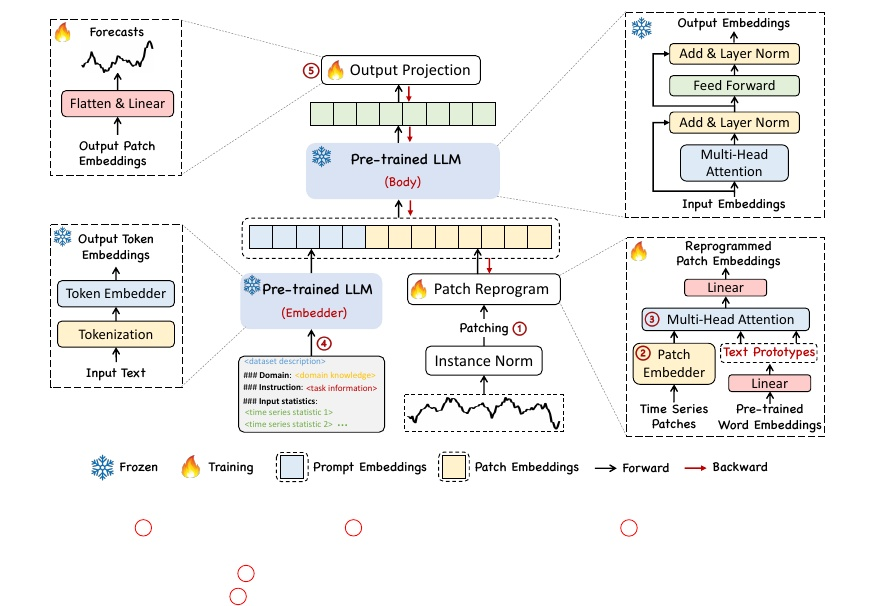 Forecasts
Flatten & Linear
Output Patch
Embeddings
⑤ Output Projection
Pre-trained LLM
(Body)
Output Embeddings
Add & Layer Norm
Feed Forward
Add & Layer Norm
Multi-Head
Attention
Input Embeddings
Output Token
Embeddings
Token Embedder
Tokenization
Input Text
Pre-trained LLM
(Embedder)
④
<dataset description>
### Domain: <domain knowledge>
### Instruction: <task information>
### Input statistics:
<time series statistic 1>
<time series statistic 2> ...
Patch Reprogram
Patching ①
Instance Norm
Reprogrammed
Patch Embeddings
Linear
③ Multi-Head Attention
② Patch
Embedder
Text Prototypes
Linear
Time Series
Patches
Pre-trained
Word Embeddings
Frozen
Training
Prompt Embeddings
Patch Embeddings
Forward
Backward